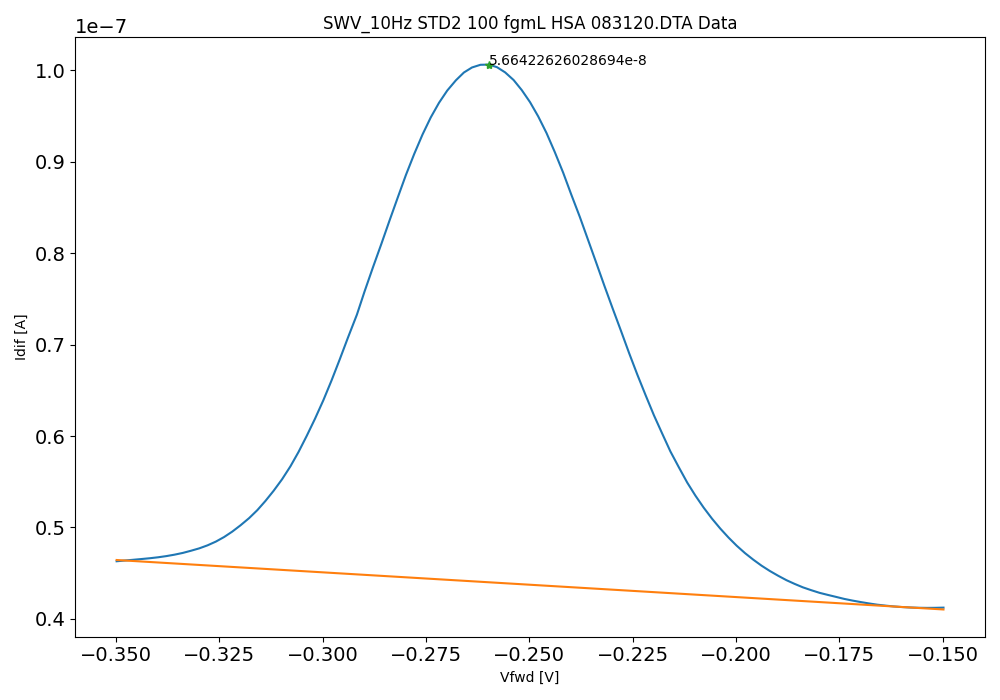 SWV_10Hz STD2 100 fgmL HSA 083120.DTA Data
1e−7
5.66422626028694e-8
1.0
0.9
0.8
0.7
0.6
0.5
0.4
Idif [A]
−0.350 −0.325 −0.300 −0.275 −0.250 −0.225 −0.200 −0.175 −0.150
Vfwd [V]